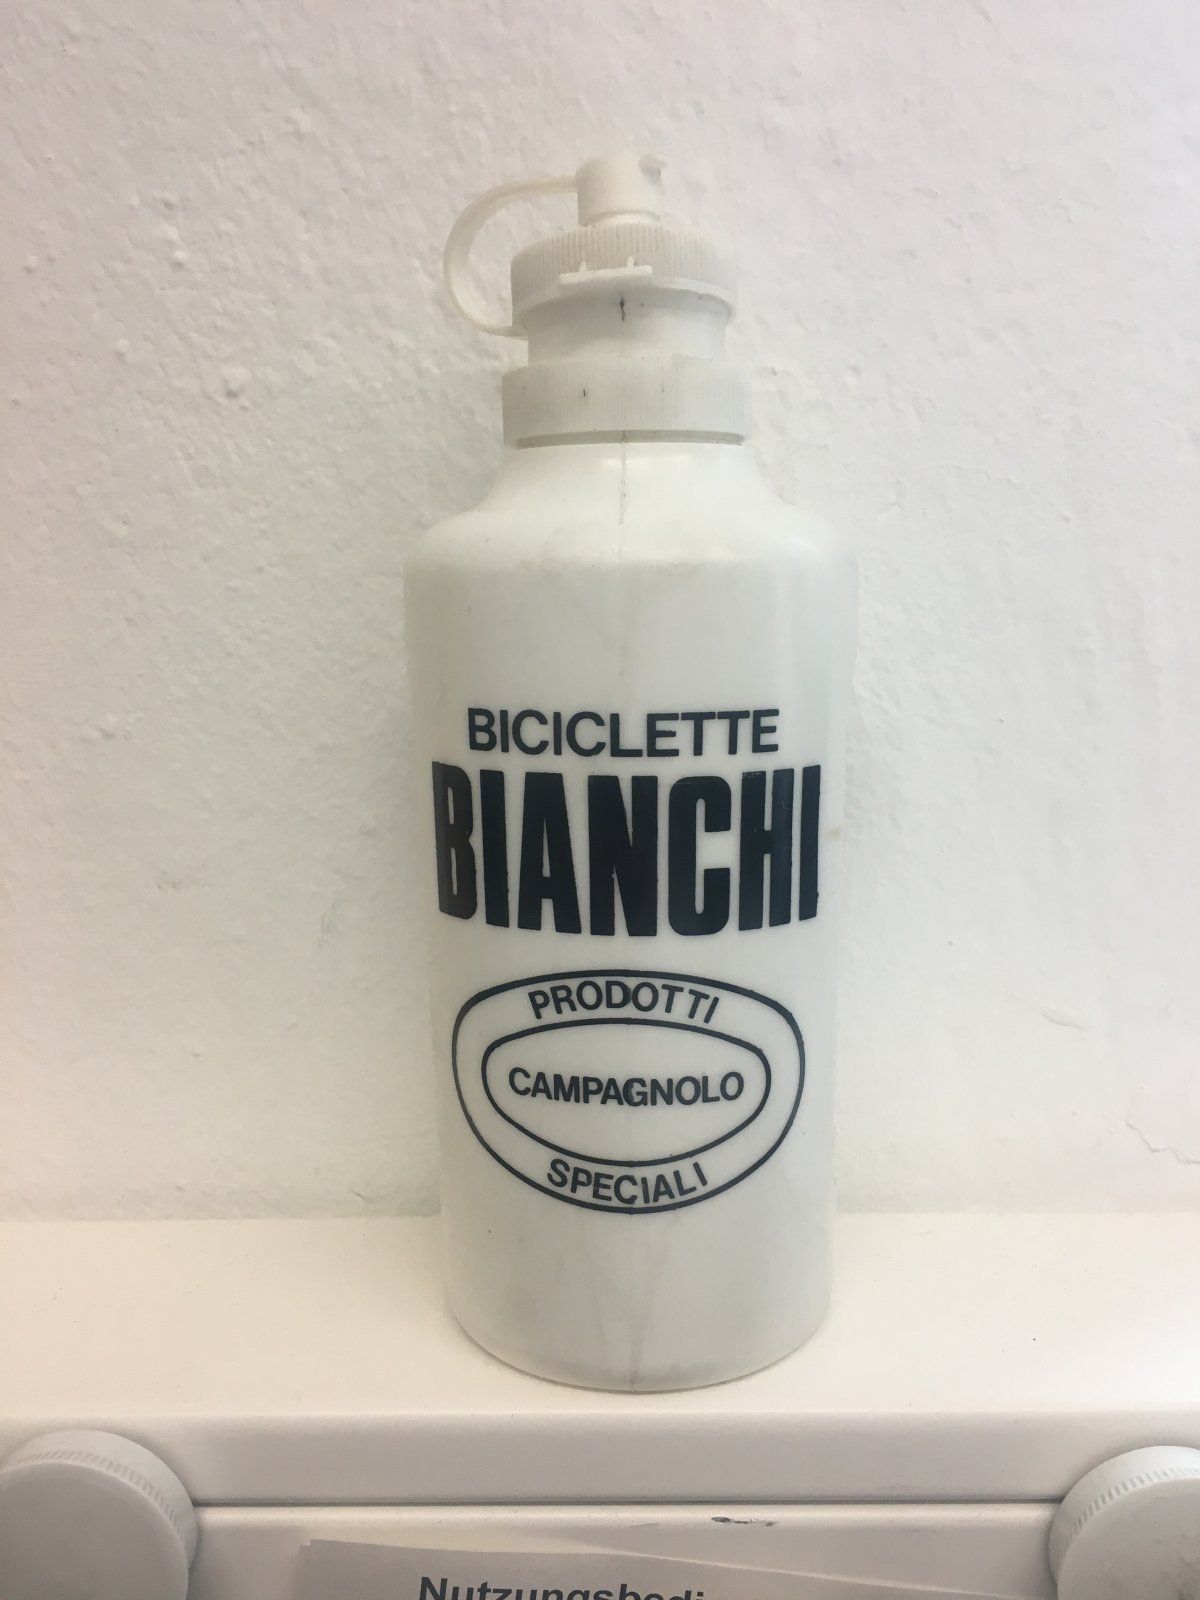 BICICLETTE
BIANCHI
PRODOTTI
CAMPAGNOLO
SPECIALI